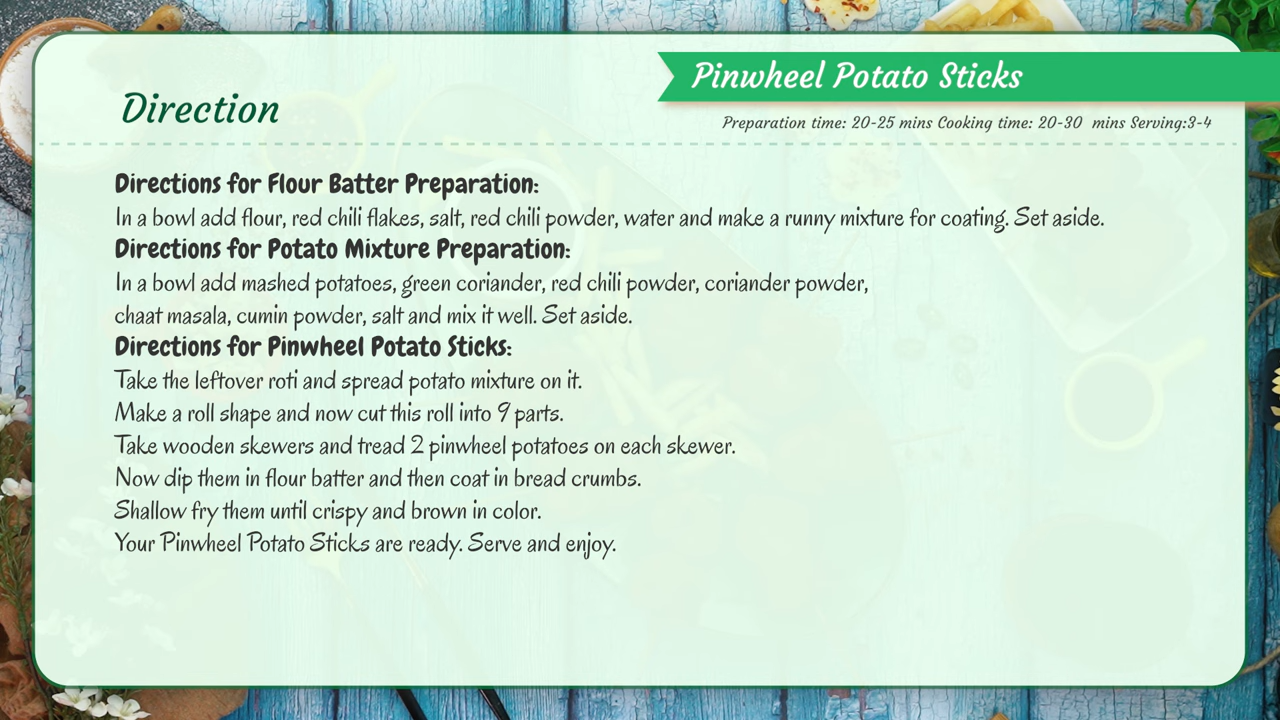 Pinwheel Potato Sticks
Direction
Preparation time: 20-25 mins Cooking time: 20-30 mins Serving:3-4
Directions for Flour Batter Preparation:
In a bowl add flour, red chili flakes, salt, red chili powder, water and make a runny mixture for coating. Set aside.
Directions for Potato Mixture Preparation:
In a bowl add mashed potatoes, green coriander, red chili powder, coriander powder,
chaat masala, cumin powder, salt and mix it well. Set aside.
Directions for Pinwheel Potato Sticks:
Take the leftover roti and spread potato mixture on it.
Make a roll shape and now cut this roll into 9 parts.
Take wooden skewers and tread 2 pinwheel potatoes on each skewer.
Now dip them in flour batter and then coat in bread crumbs.
Shallow fry them until crispy and brown in color.
Your Pinwheel Potato Sticks are ready. Serve and enjoy.